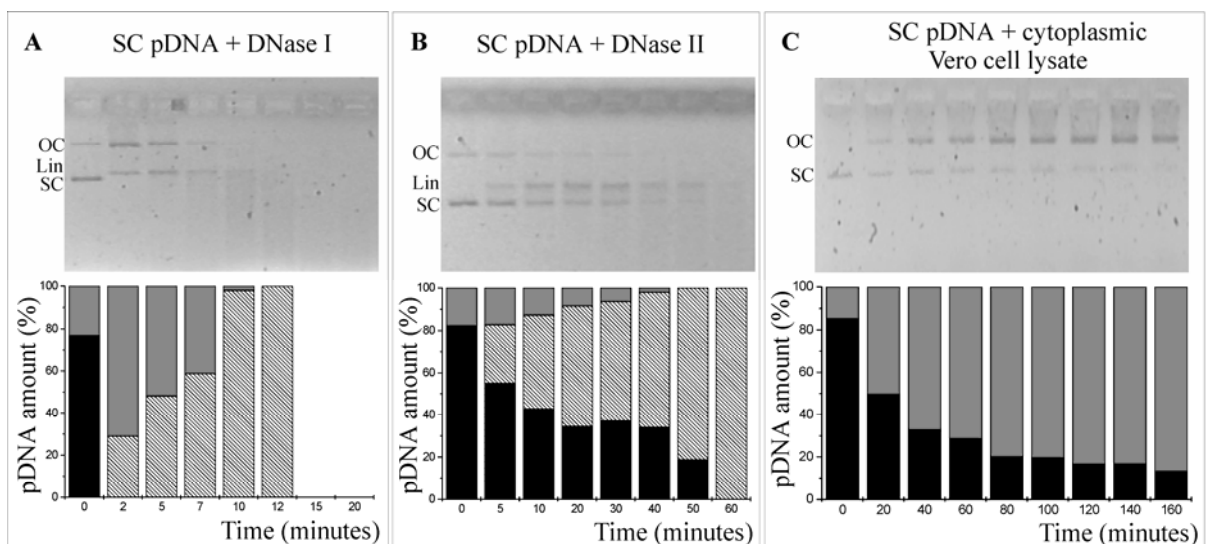 A
SC pDNA + DNase I
OC
Lin
SC
pDNA amount (%)
100
80
60
40
20
0
0 2 5 7 10 12 15 20
Time (minutes)
B
SC pDNA + DNase II
OC
Lin
SC
pDNA amount (%)
100
80
60
40
20
0
0 5 10 20 30 40 50 60
Time (minutes)
C
SC pDNA + cytoplasmic
Vero cell lysate
OC
SC
pDNA amount (%)
100
80
60
40
20
0
0 20 40 60 80 100 120 140 160
Time (minutes)